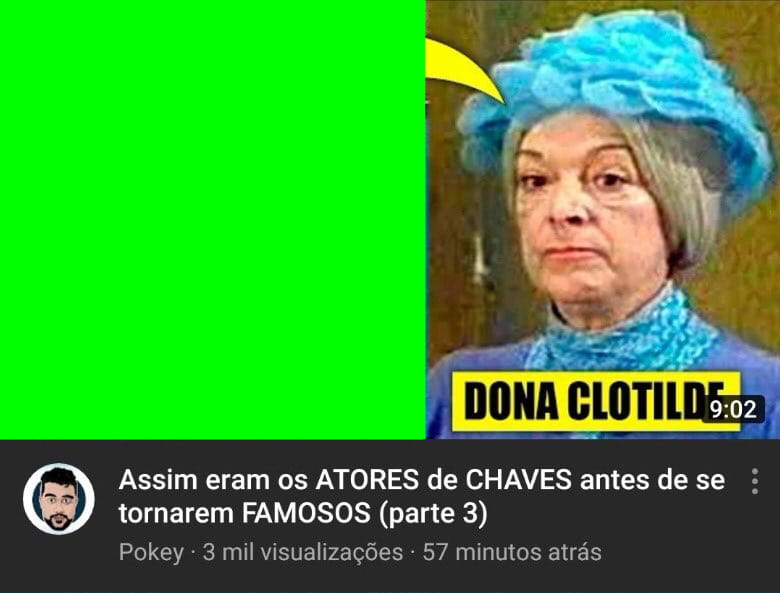 DONA CLOTILDE
9:02
Assim eram os ATORES de CHAVES antes de se
tornarem FAMOSOS (parte 3)
Pokey · 3 mil visualizações · 57 minutos atrás